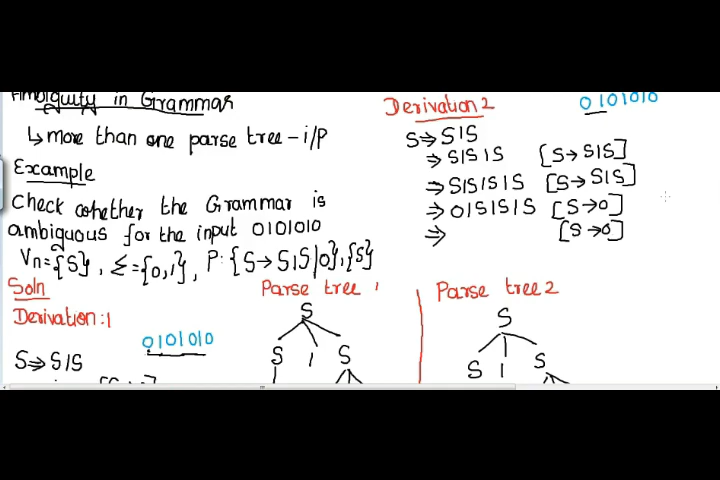 Ambiguity in Grammar
↳ more than one parse tree - i/p
Example
Check whether the Grammar is
ambiguous for the input 0101010
Vn={S}, Σ={0,1}, P:{S→S1S|0},{S}
Soln
Derivation:1
0101010
S⇒S1S
Parse tree 1
S
S 1 S
Derivation 2
0101010
S⇒S1S
⇒S1S1S [S→S1S]
⇒S1S1S1S [S→S1S]
⇒01S1S1S [S→0]
⇒ [S→0]
Parse tree 2
S
S 1 S